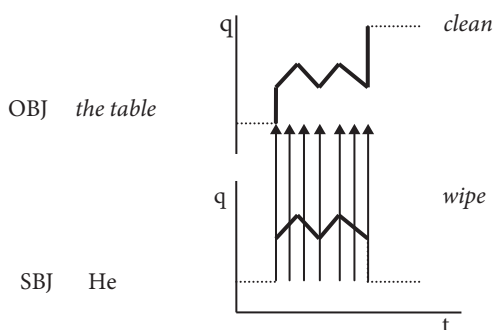 q clean
OBJ the table
q wipe
SBJ He
t